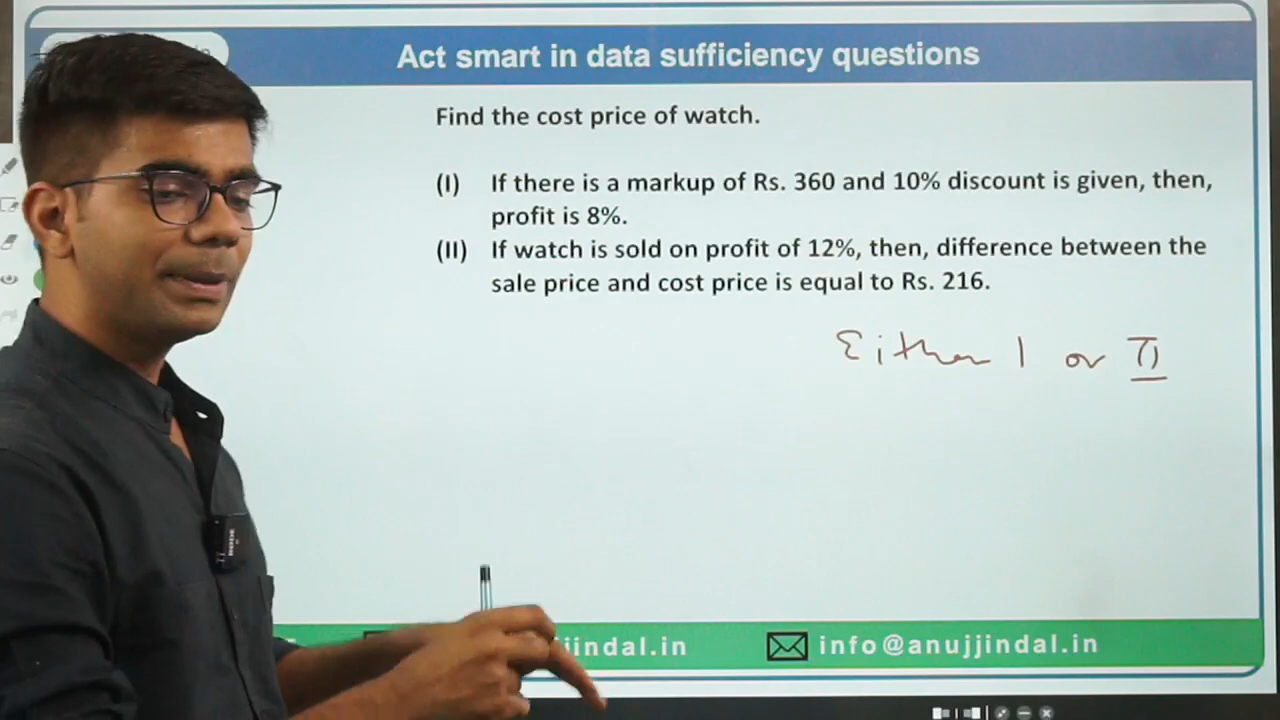 Act smart in data sufficiency questions
Find the cost price of watch.
(I) If there is a markup of Rs. 360 and 10% discount is given, then,
profit is 8%.
(II) If watch is sold on profit of 12%, then, difference between the
sale price and cost price is equal to Rs. 216.
Either I or II
jindal.in
info@anujjindal.in
RODE